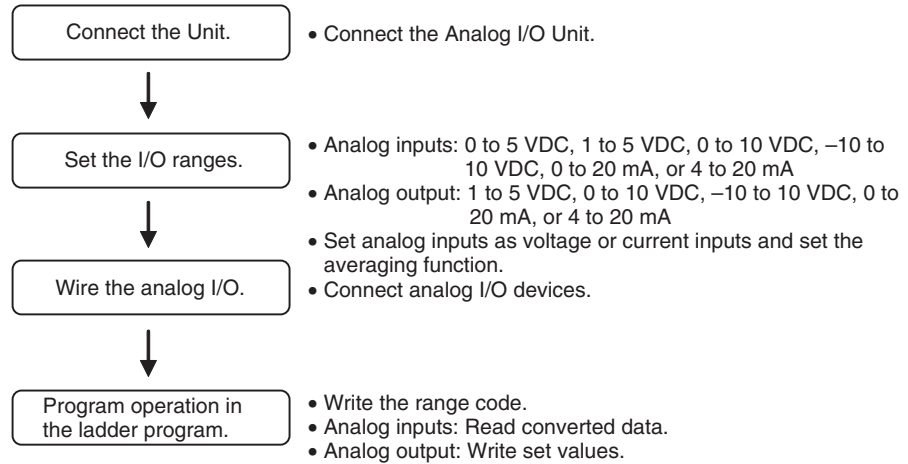 Connect the Unit.
• Connect the Analog I/O Unit.
Set the I/O ranges.
• Analog inputs: 0 to 5 VDC, 1 to 5 VDC, 0 to 10 VDC, –10 to
10 VDC, 0 to 20 mA, or 4 to 20 mA
• Analog output: 1 to 5 VDC, 0 to 10 VDC, –10 to 10 VDC, 0 to
20 mA, or 4 to 20 mA
• Set analog inputs as voltage or current inputs and set the
averaging function.
Wire the analog I/O.
• Connect analog I/O devices.
Program operation in
the ladder program.
• Write the range code.
• Analog inputs: Read converted data.
• Analog output: Write set values.